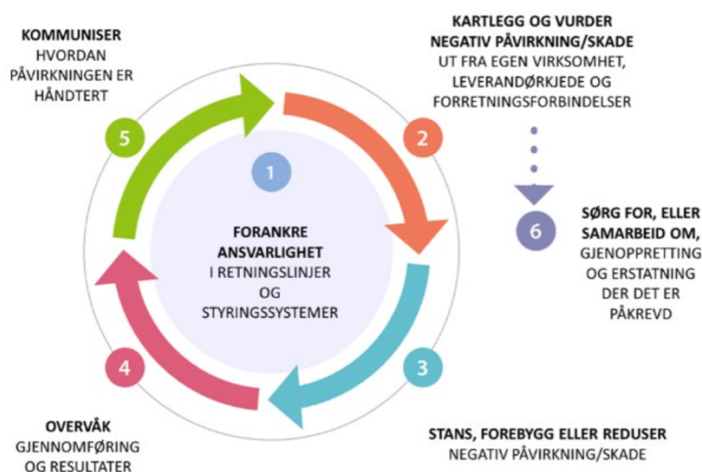 1
FORANKRE
ANSVARLIGHET
I RETNINGSLINJER
OG
STYRINGSSYSTEMER
2
KARTLEGG OG VURDER
NEGATIV PÅVIRKNING/SKADE
UT FRA EGEN VIRKSOMHET,
LEVERANDØRKJEDE OG
FORRETNINGSFORBINDELSER
3
STANS, FOREBYGG ELLER REDUSER
NEGATIV PÅVIRKNING/SKADE
4
OVERVÅK
GJENNOMFØRING
OG RESULTATER
5
KOMMUNISER
HVORDAN
PÅVIRKNINGEN ER
HÅNDTERT
6
SØRG FOR, ELLER
SAMARBEID OM,
GJENOPPRETTING
OG ERSTATNING
DER DET ER
PÅKREVD